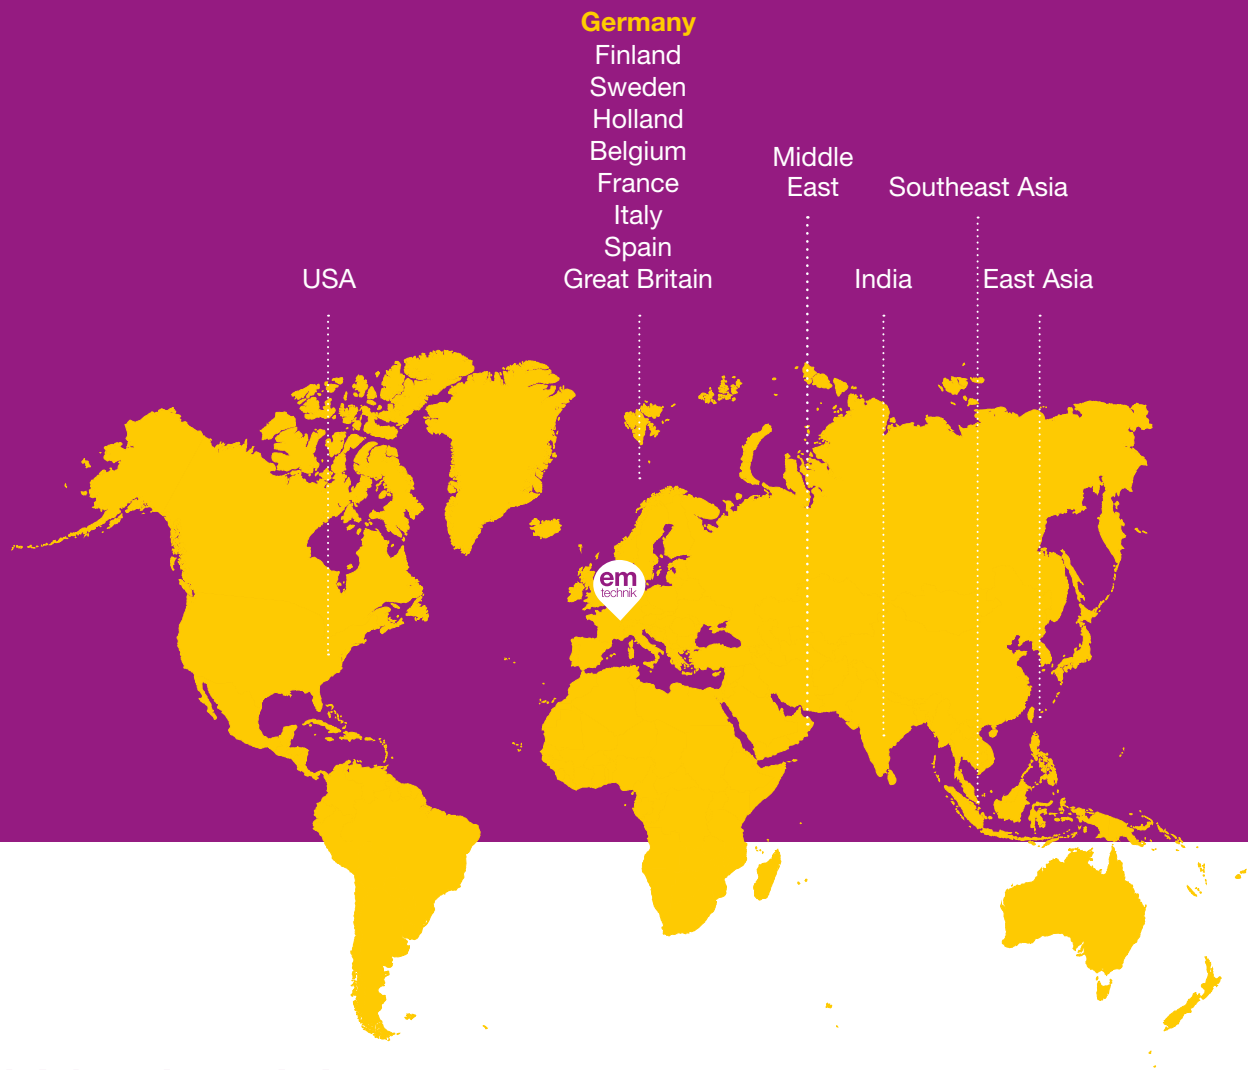 Germany
Finland
Sweden
Holland
Belgium
France
Italy
Spain
Great Britain
Middle
East
Southeast Asia
USA
India
East Asia
em
technik